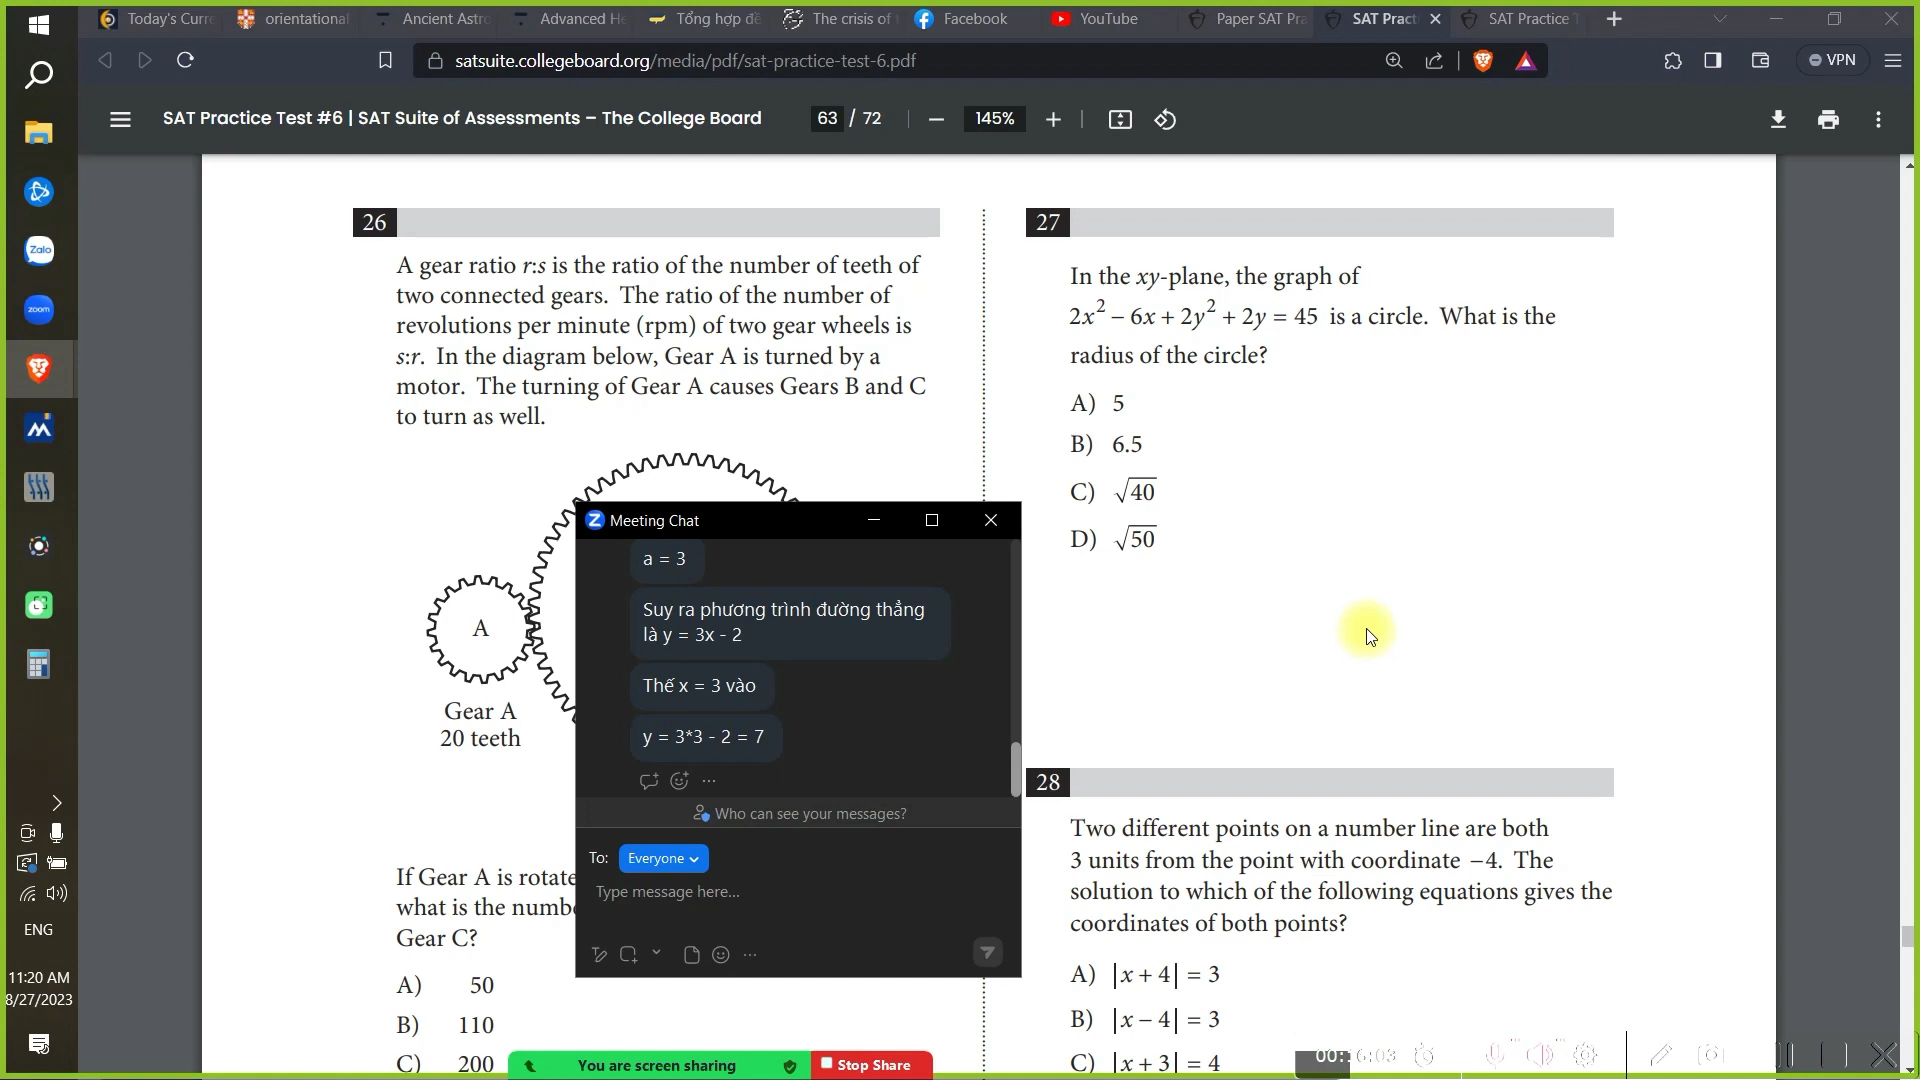 Today's Curre
orientational
Ancient Astro
Advanced He
Tổng hợp đề
The crisis of
Facebook
YouTube
Paper SAT Pra
SAT Practi
SAT Practice T
satsuite.collegeboard.org/media/pdf/sat-practice-test-6.pdf
VPN
SAT Practice Test #6 | SAT Suite of Assessments – The College Board
63 / 72
145%
26
A gear ratio r:s is the ratio of the number of teeth of
two connected gears. The ratio of the number of
revolutions per minute (rpm) of two gear wheels is
s:r. In the diagram below, Gear A is turned by a
motor. The turning of Gear A causes Gears B and C
to turn as well.
A
Gear A
20 teeth
If Gear A is rotate
what is the numb
Gear C?
A) 50
B) 110
C) 200
27
In the xy-plane, the graph of
2x² − 6x + 2y² + 2y = 45 is a circle. What is the
radius of the circle?
A) 5
B) 6.5
C) √40
D) √50
28
Two different points on a number line are both
3 units from the point with coordinate −4. The
solution to which of the following equations gives the
coordinates of both points?
A) |x + 4| = 3
B) |x − 4| = 3
C) |x + 3| = 4
Meeting Chat
a = 3
Suy ra phương trình đường thẳng
là y = 3x - 2
Thế x = 3 vào
y = 3*3 - 2 = 7
Who can see your messages?
To: Everyone
Type message here...
You are screen sharing
Stop Share
Zalo
zoom
ENG
11:20 AM
8/27/2023